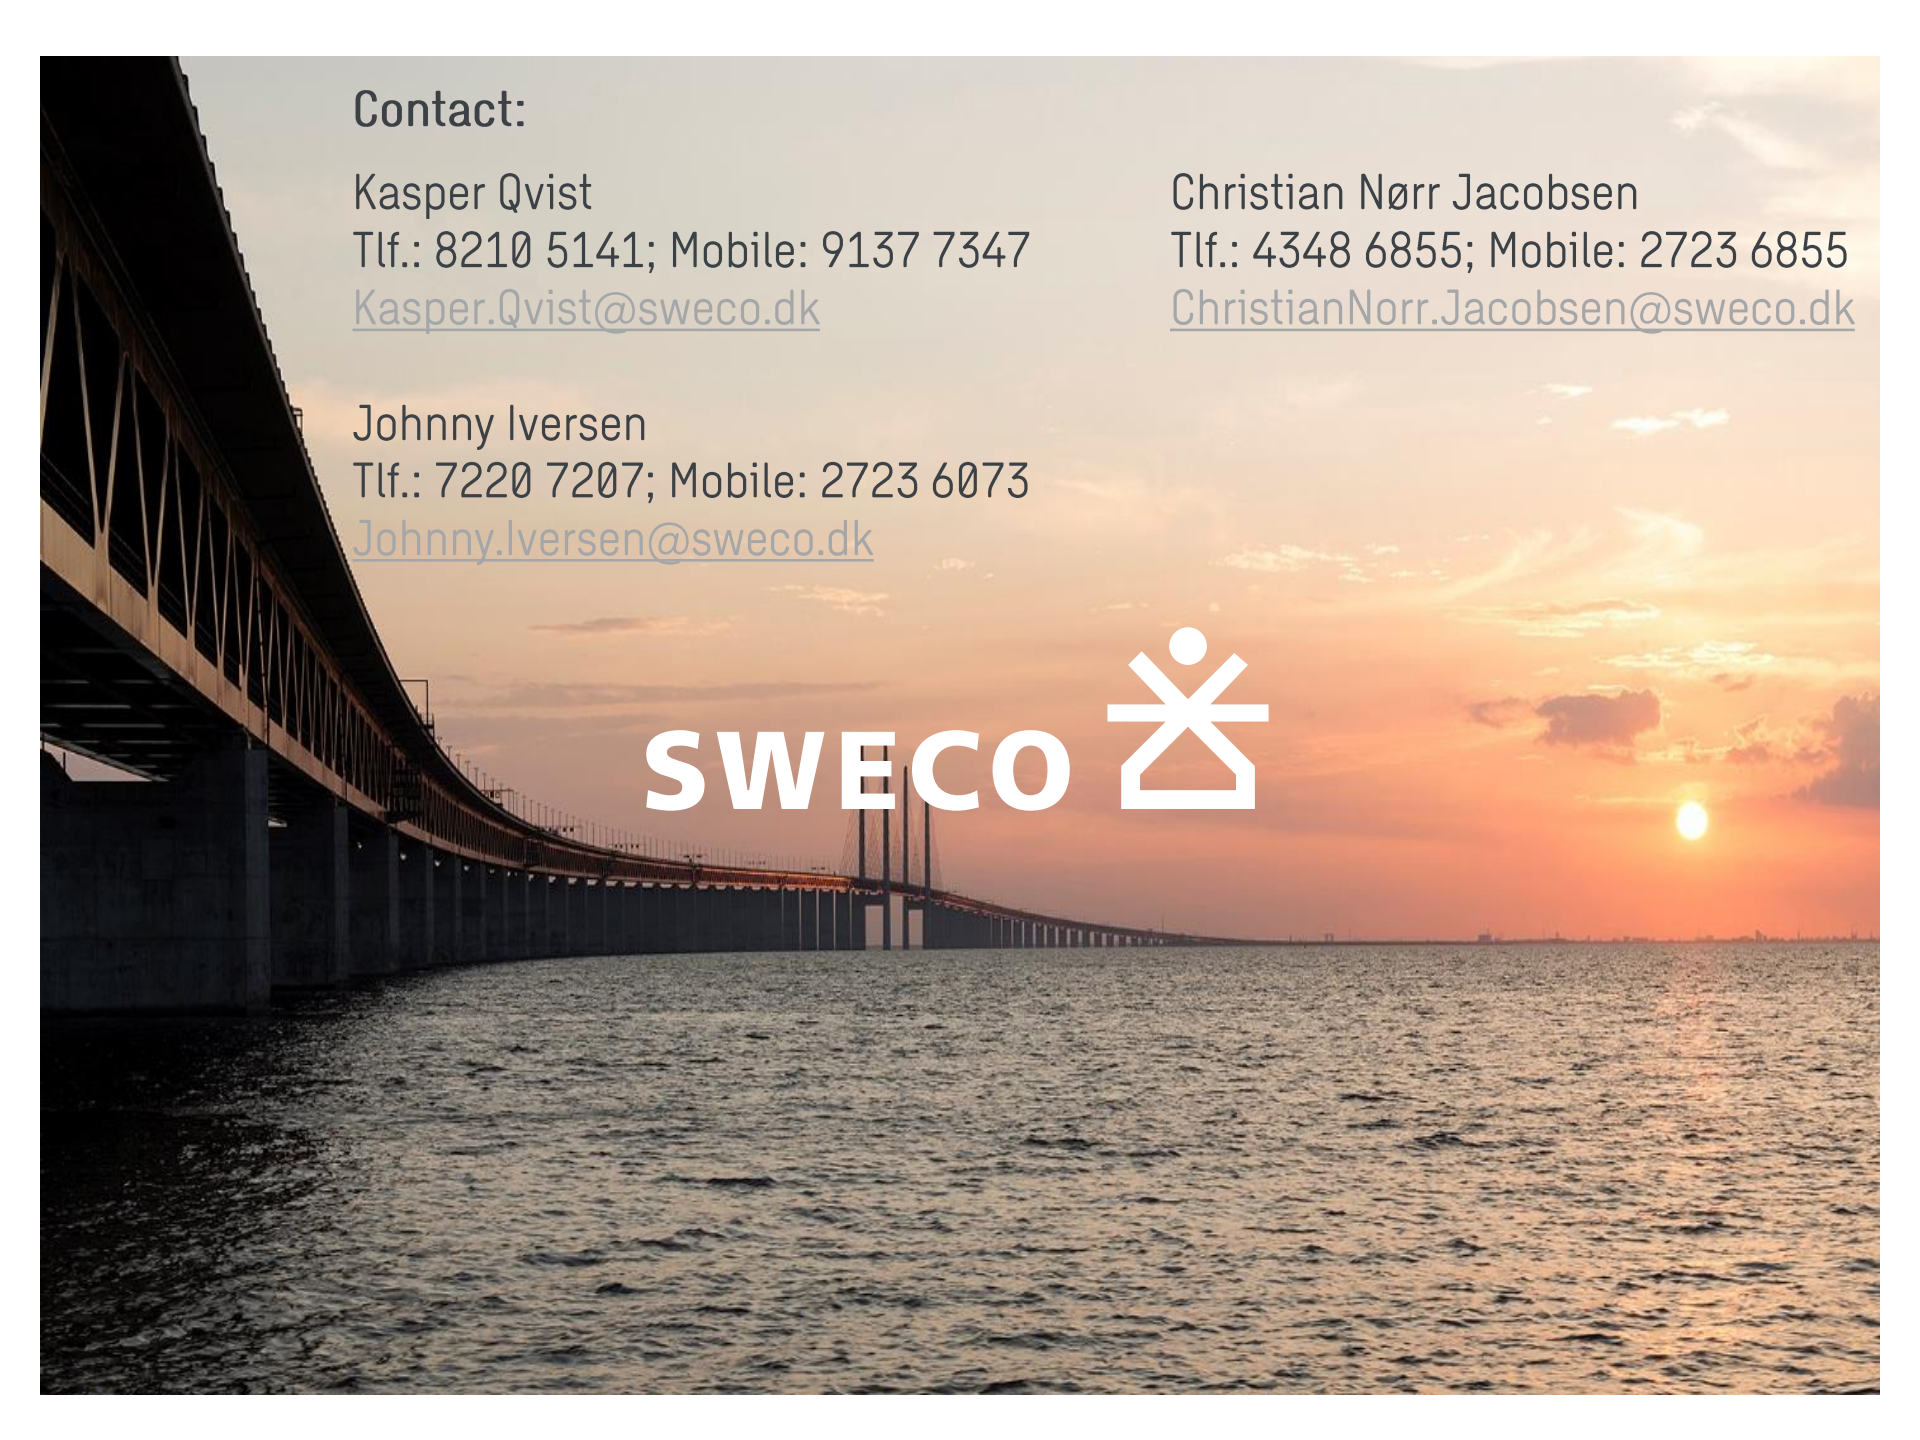 Contact:
Kasper Qvist
Tlf.: 8210 5141; Mobile: 9137 7347
Kasper.Qvist@sweco.dk
Johnny Iversen
Tlf.: 7220 7207; Mobile: 2723 6073
Johnny.Iversen@sweco.dk
Christian Nørr Jacobsen
Tlf.: 4348 6855; Mobile: 2723 6855
ChristianNorr.Jacobsen@sweco.dk
SWECO